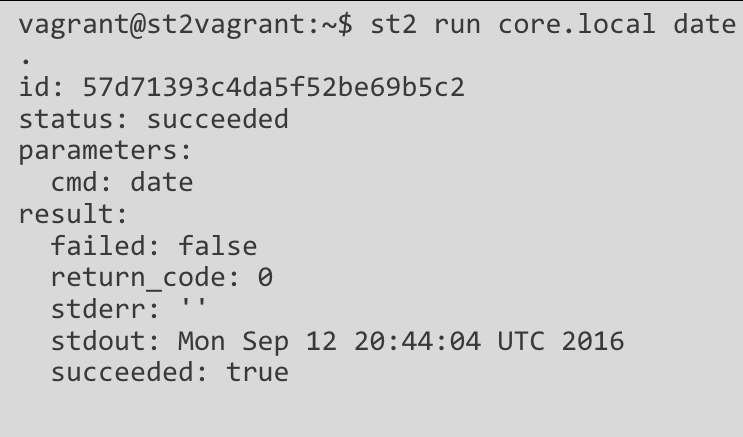 vagrant@st2vagrant:~$ st2 run core.local date
.
id: 57d71393c4da5f52be69b5c2
status: succeeded
parameters:
  cmd: date
result:
  failed: false
  return_code: 0
  stderr: ''
  stdout: Mon Sep 12 20:44:04 UTC 2016
  succeeded: true